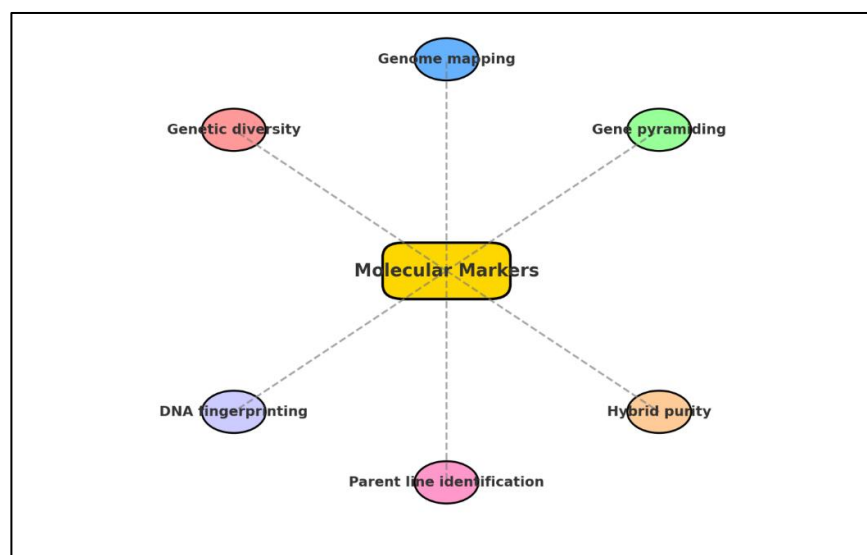 Genome mapping
Genetic diversity
Gene pyramiding
Molecular Markers
DNA fingerprinting
Hybrid purity
Parent line identification